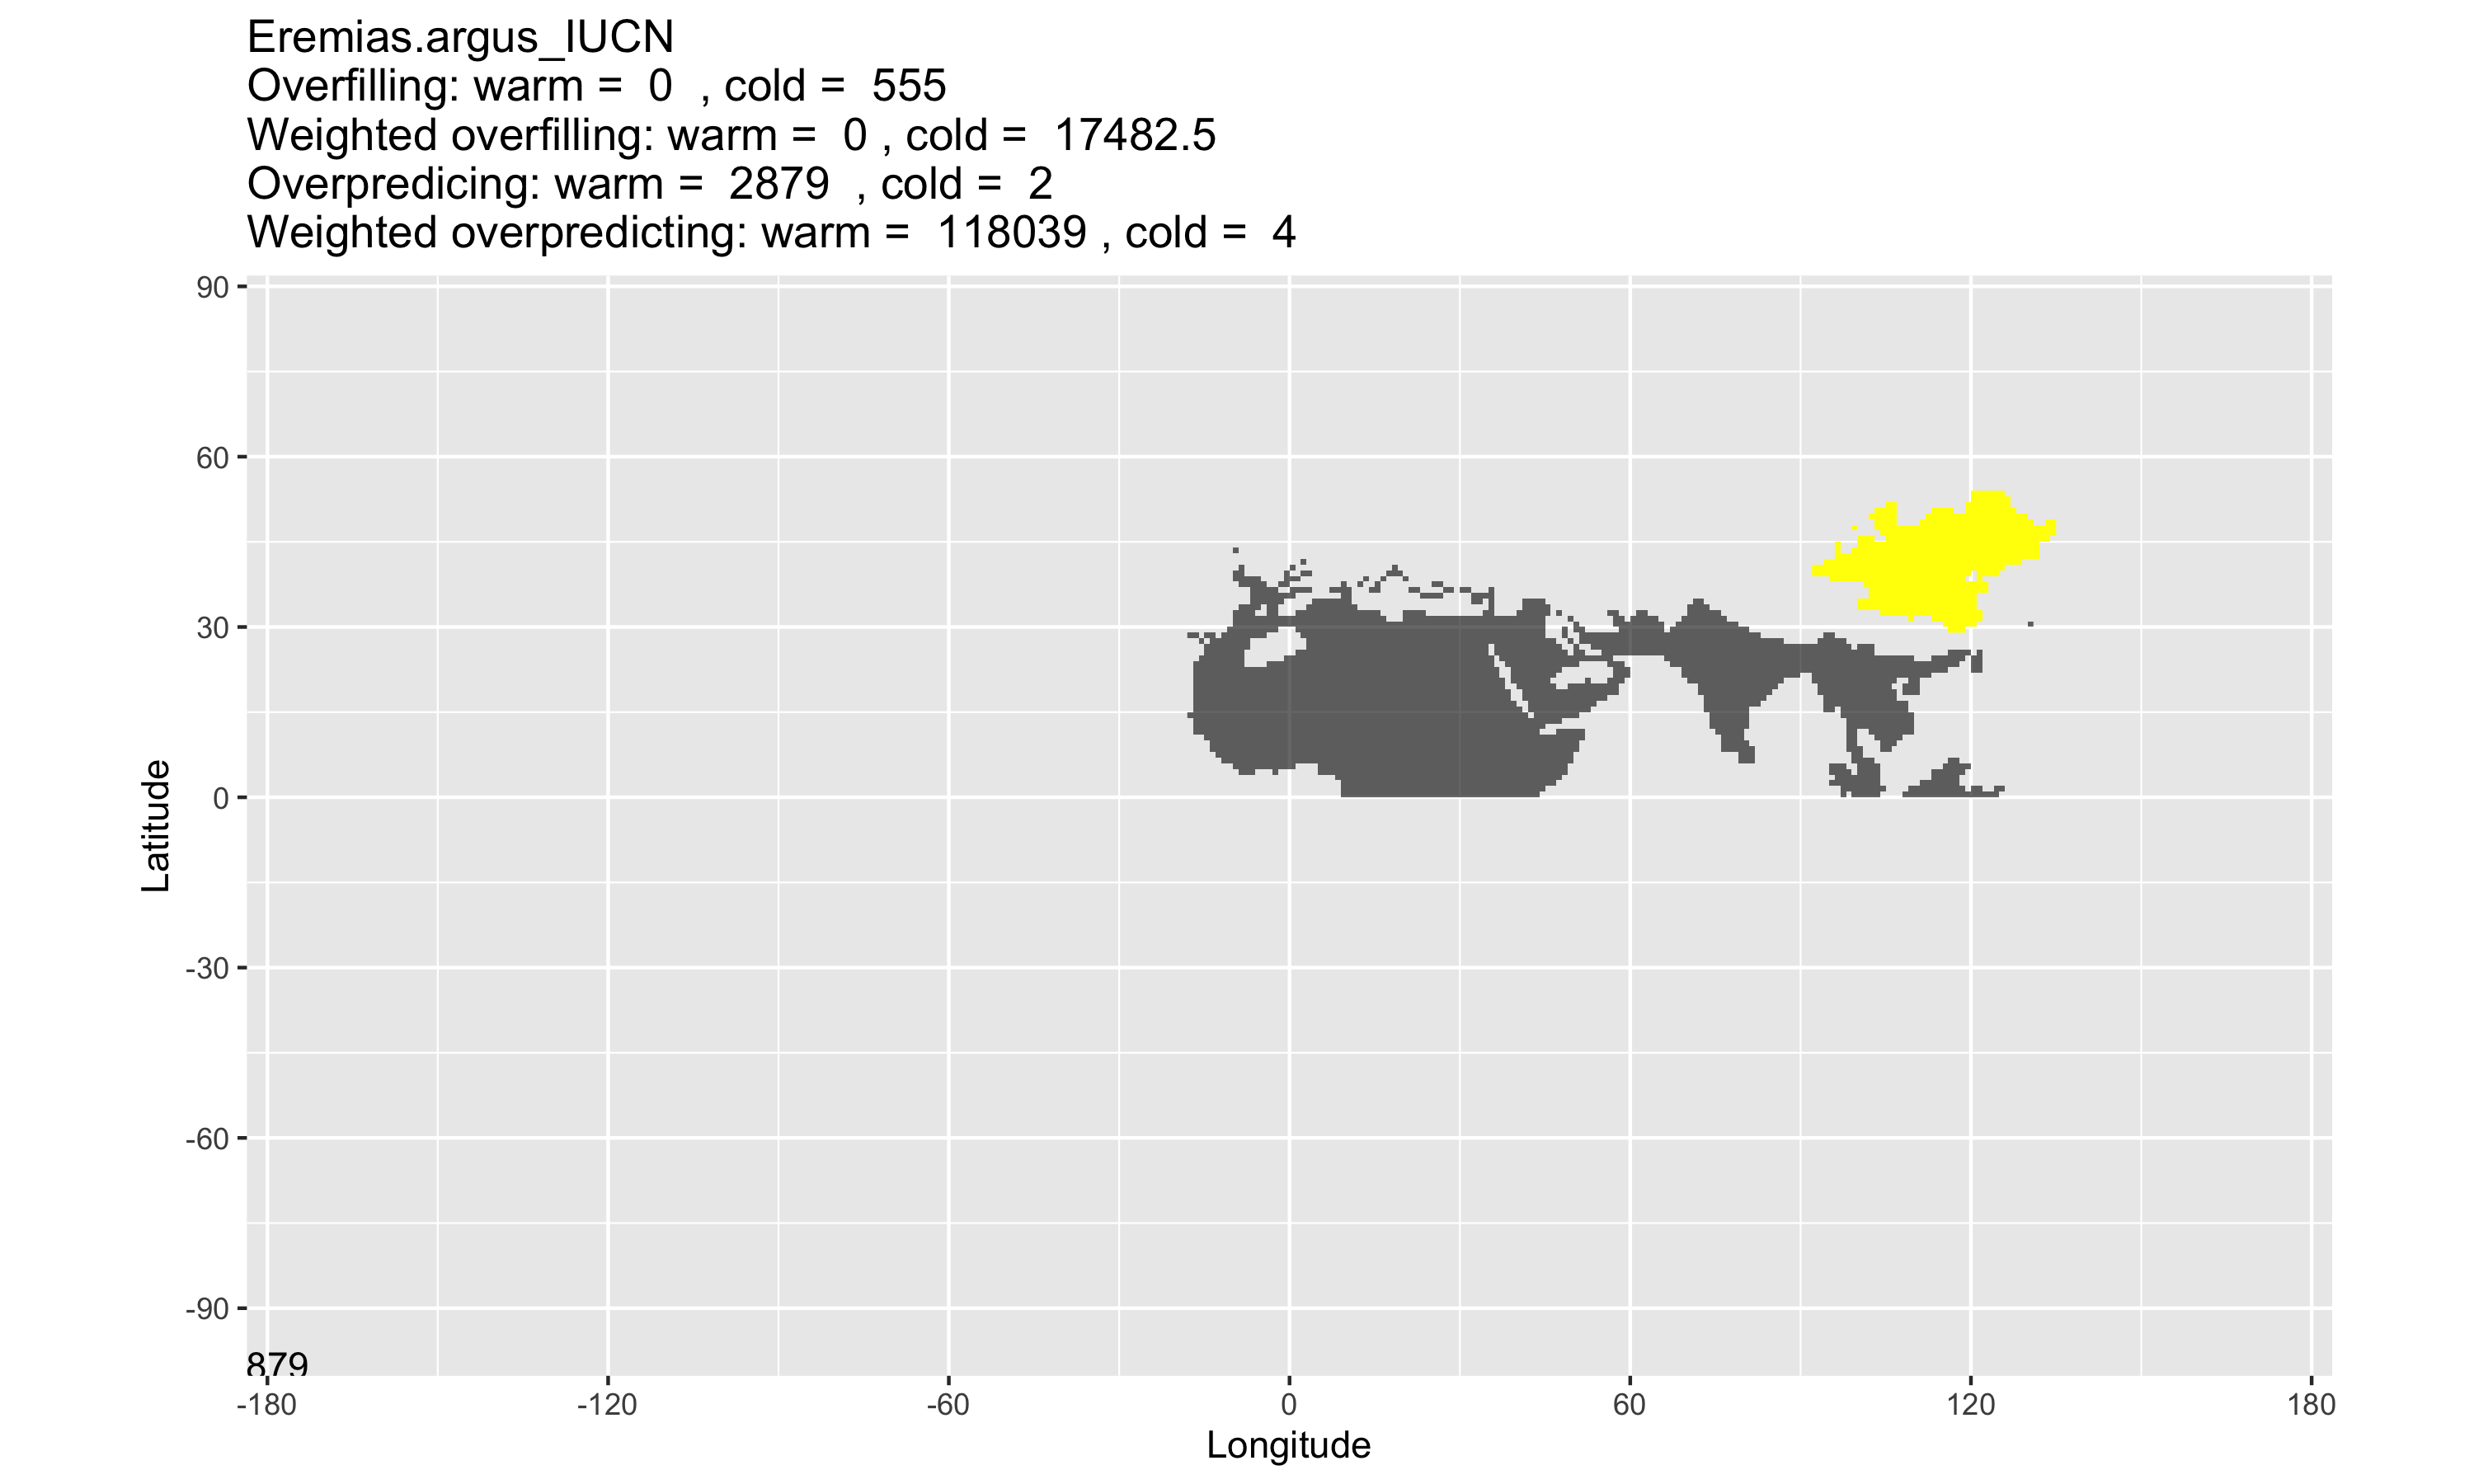 Eremias.argus_IUCN
Overfilling: warm = 0 , cold = 555
Weighted overfilling: warm = 0 , cold = 17482.5
Overpredicing: warm = 2879 , cold = 2
Weighted overpredicting: warm = 118039 , cold = 4
90
60
30
0
-30
-60
-90
Latitude
879
-180 -120 -60 0 60 120 180
Longitude